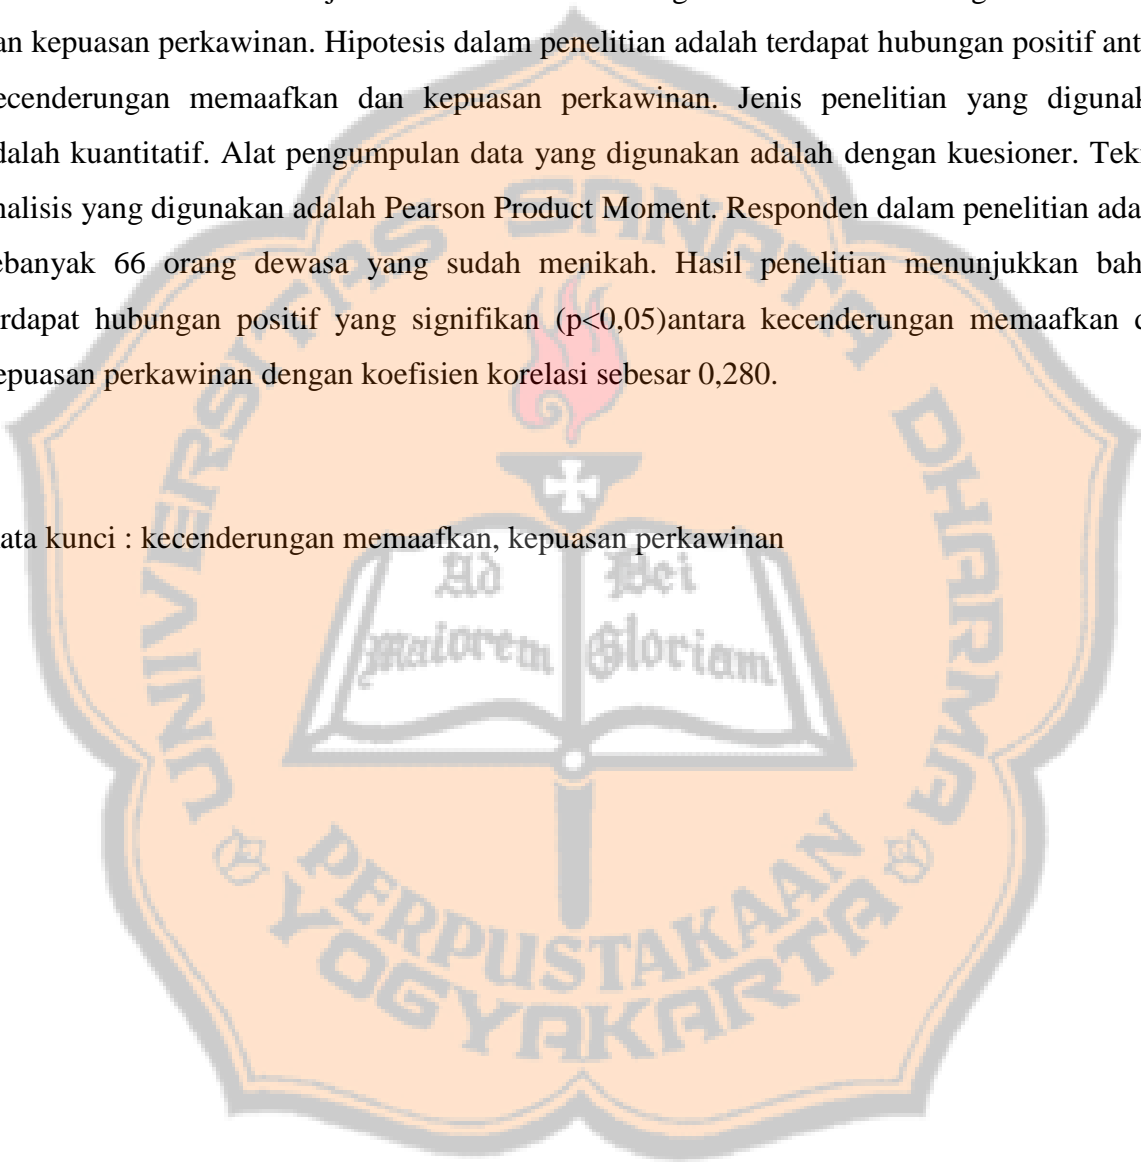 an kepuasan perkawinan. Hipotesis dalam penelitian adalah terdapat hubungan positif ant
ecenderungan memaafkan dan kepuasan perkawinan. Jenis penelitian yang digunak
dalah kuantitatif. Alat pengumpulan data yang digunakan adalah dengan kuesioner. Tek
nalisis yang digunakan adalah Pearson Product Moment. Responden dalam penelitian ada
ebanyak 66 orang dewasa yang sudah menikah. Hasil penelitian menunjukkan bah
rdapat hubungan positif yang signifikan (p<0,05)antara kecenderungan memaafkan d
epuasan perkawinan dengan koefisien korelasi sebesar 0,280.
ata kunci : kecenderungan memaafkan, kepuasan perkawinan
UNIVERSITAS SANATA DHARMA
Ad Dei
maiorem Gloriam
PERPUSTAKAAN
YOGYAKARTA